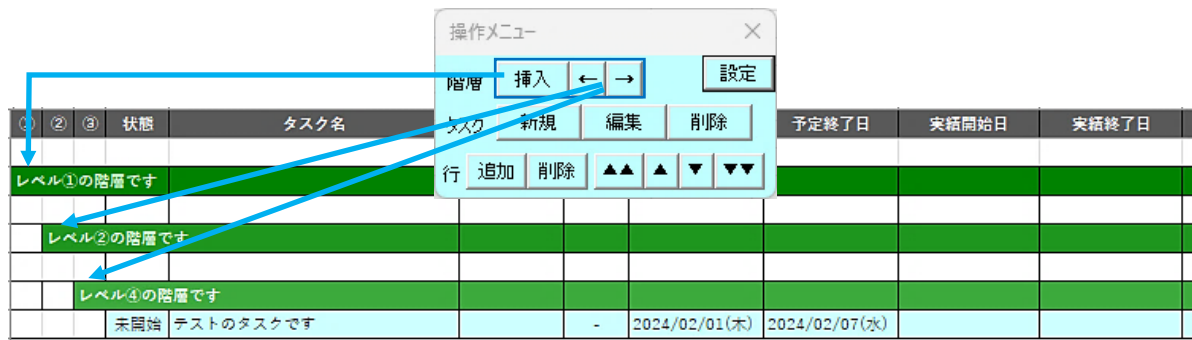 操作メニュー
階層 挿入 ← → 設定
タスク 新規 編集 削除
行 追加 削除 ▲▲ ▲ ▼ ▼▼
① ② ③ 状態 タスク名 予定終了日 実績開始日 実績終了日
レベル①の階層です
レベル②の階層です
レベル④の階層です
未開始 テストのタスクです - 2024/02/01(木) 2024/02/07(水)